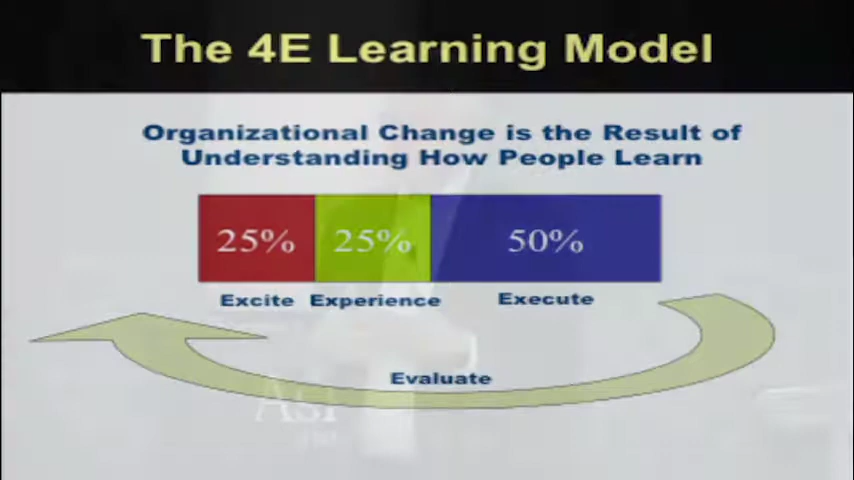 The 4E Learning Model
Organizational Change is the Result of
Understanding How People Learn
25% 25% 50%
Excite Experience Execute
Evaluate